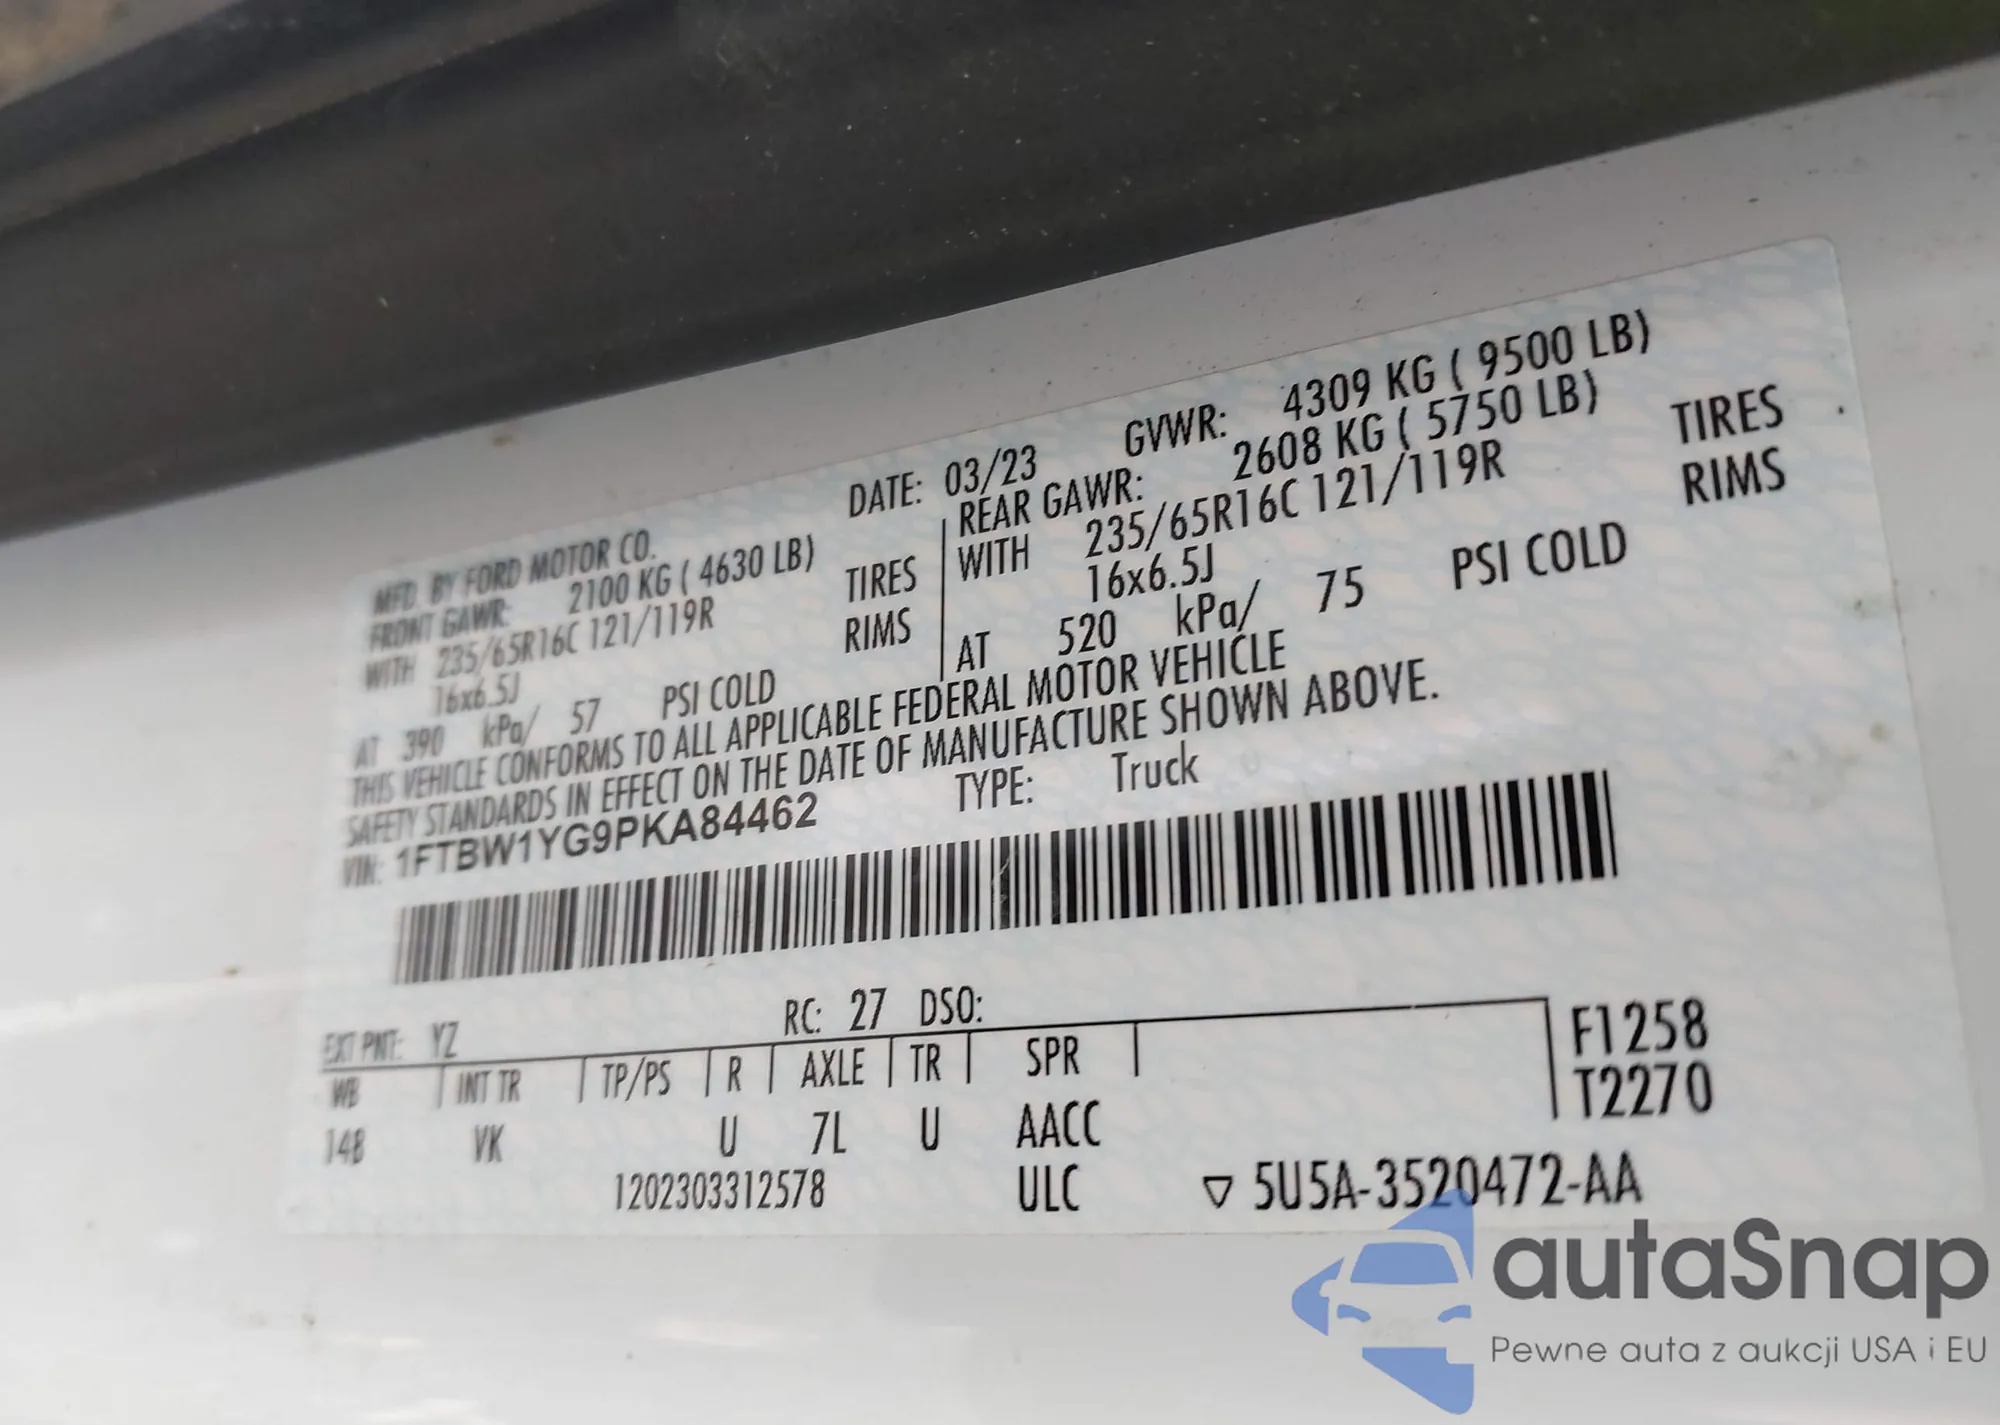 MFD. BY FORD MOTOR CO.
DATE: 03/23
GVWR: 4309 KG ( 9500 LB)
FRONT GAWR: 2100 KG ( 4630 LB)
WITH 235/65R16C 121/119R TIRES
16x6.5J RIMS
AT 390 kPa/ 57 PSI COLD
REAR GAWR: 2608 KG ( 5750 LB)
WITH 235/65R16C 121/119R TIRES
16x6.5J RIMS
AT 520 kPa/ 75 PSI COLD
THIS VEHICLE CONFORMS TO ALL APPLICABLE FEDERAL MOTOR VEHICLE
SAFETY STANDARDS IN EFFECT ON THE DATE OF MANUFACTURE SHOWN ABOVE.
VIN: 1FTBW1YG9PKA84462 TYPE: Truck
EXT PNT: YZ RC: 27 DSO:
WB INT TR TP/PS R AXLE TR SPR
14B VK U 7L U AACC
F1258
T2270
1202303312578 ULC ▽ 5U5A-3520472-AA
autaSnap
Pewne auta z aukcji USA i EU